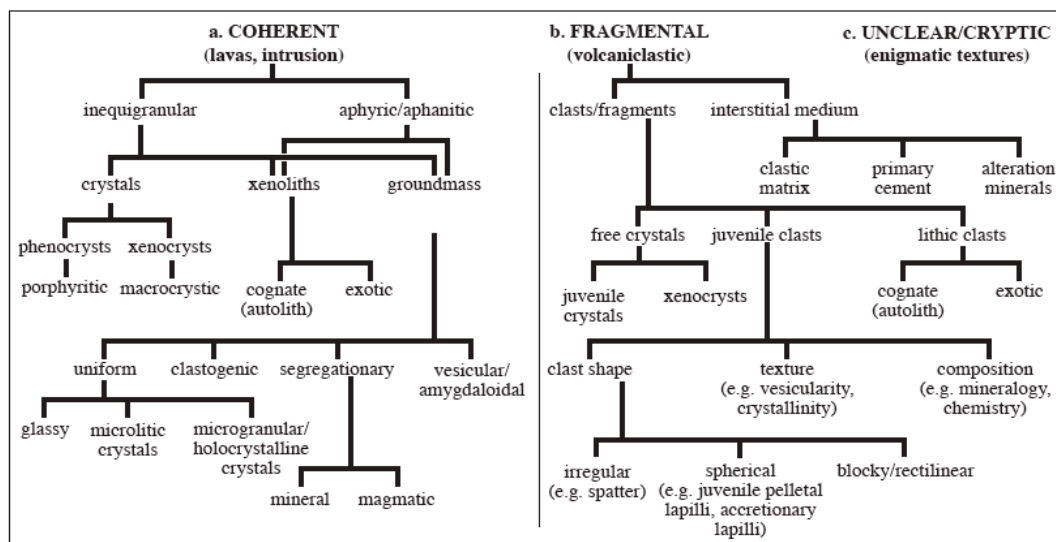 a. COHERENT
(lavas, intrusion)
inequigranular
aphyric/aphanitic
crystals
xenoliths
groundmass
phenocrysts
xenocrysts
porphyritic
macrocrystic
cognate
(autolith)
exotic
uniform
clastogenic
segregationary
vesicular/
amygdaloidal
glassy
microlitic
crystals
microgranular/
holocrystalline
crystals
mineral
magmatic
b. FRAGMENTAL
(volcaniclastic)
c. UNCLEAR/CRYPTIC
(enigmatic textures)
clasts/fragments
interstitial medium
clastic
matrix
primary
cement
alteration
minerals
free crystals
juvenile clasts
lithic clasts
juvenile
crystals
xenocrysts
cognate
(autolith)
exotic
clast shape
texture
(e.g. vesicularity,
crystallinity)
composition
(e.g. mineralogy,
chemistry)
irregular
(e.g. spatter)
spherical
(e.g. juvenile pelletal
lapilli, accretionary
lapilli)
blocky/rectilinear